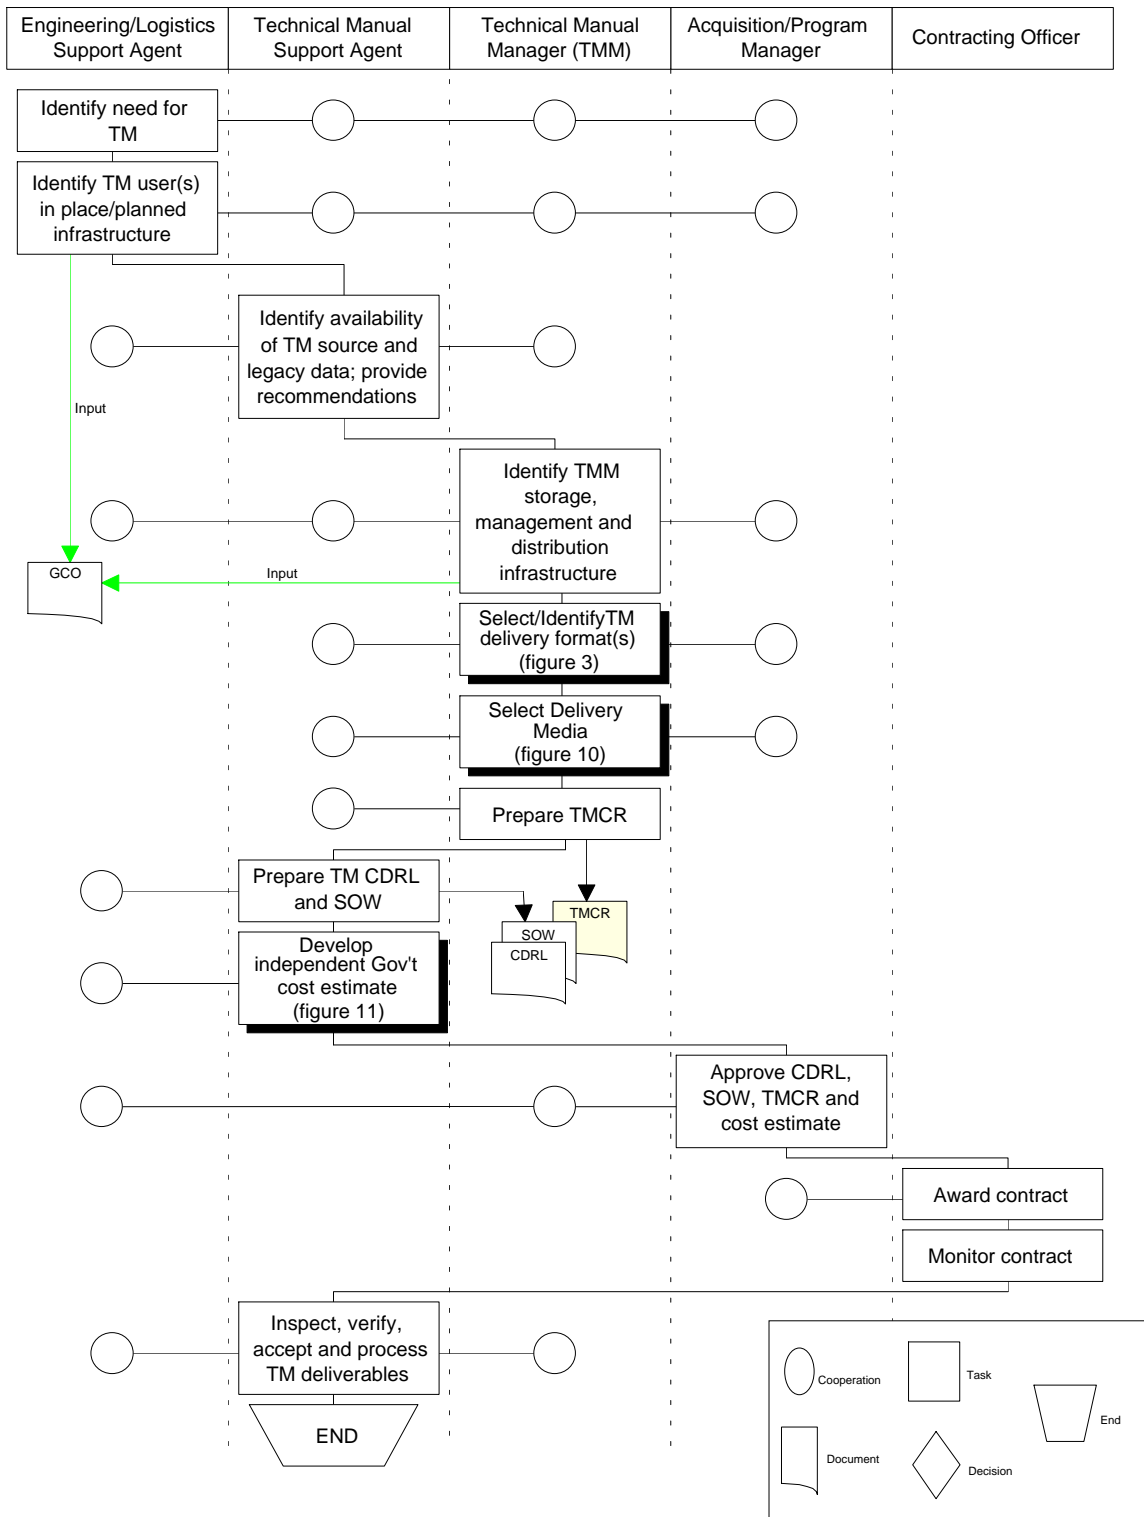 Engineering/Logistics
Support Agent
Technical Manual
Support Agent
Technical Manual
Manager (TMM)
Acquisition/Program
Manager
Contracting Officer
Identify need for
TM
Identify TM user(s)
in place/planned
infrastructure
Identify availability
of TM source and
legacy data; provide
recommendations
Input
Identify TMM
storage,
management and
distribution
infrastructure
GCO
Input
Select/IdentifyTM
delivery format(s)
(figure 3)
Select Delivery
Media
(figure 10)
Prepare TMCR
Prepare TM CDRL
and SOW
TMCR
SOW
CDRL
Develop
independent Gov't
cost estimate
(figure 11)
Approve CDRL,
SOW, TMCR and
cost estimate
Award contract
Monitor contract
Inspect, verify,
accept and process
TM deliverables
END
Cooperation
Task
End
Document
Decision